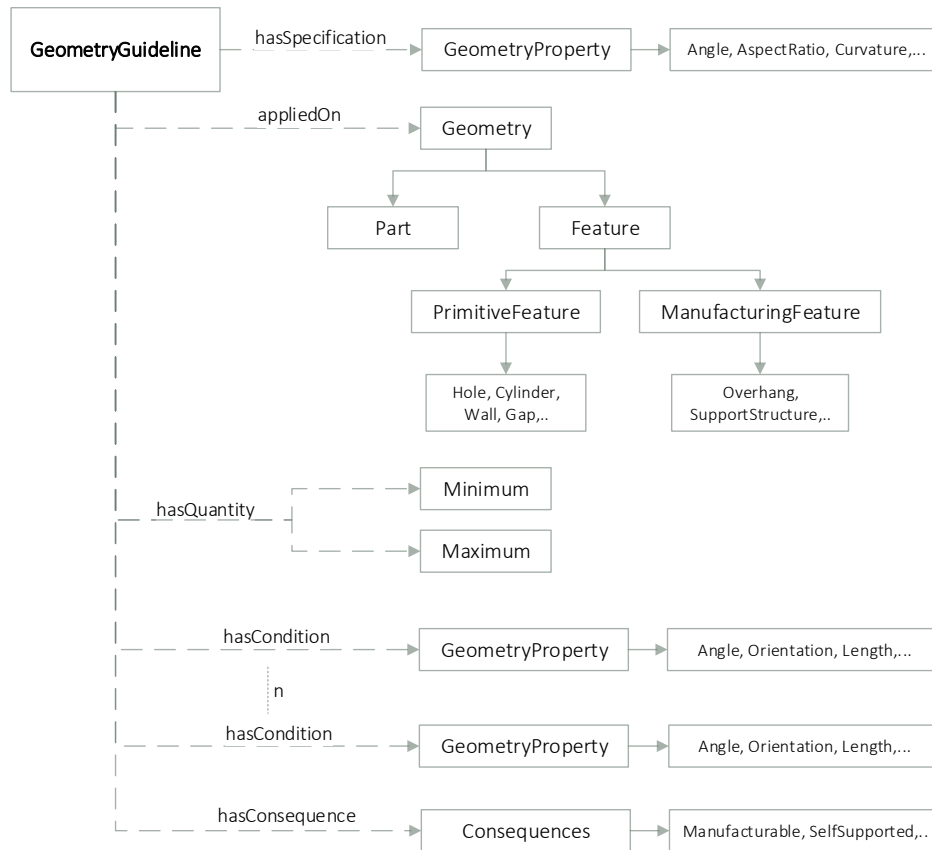 GeometryGuideline
hasSpecification
GeometryProperty
Angle, AspectRatio, Curvature,...
appliedOn
Geometry
Part
Feature
PrimitiveFeature
ManufacturingFeature
Hole, Cylinder,
Wall, Gap,..
Overhang,
SupportStructure,..
hasQuantity
Minimum
Maximum
hasCondition
GeometryProperty
Angle, Orientation, Length,...
n
hasCondition
GeometryProperty
Angle, Orientation, Length,...
hasConsequence
Consequences
Manufacturable, SelfSupported,..